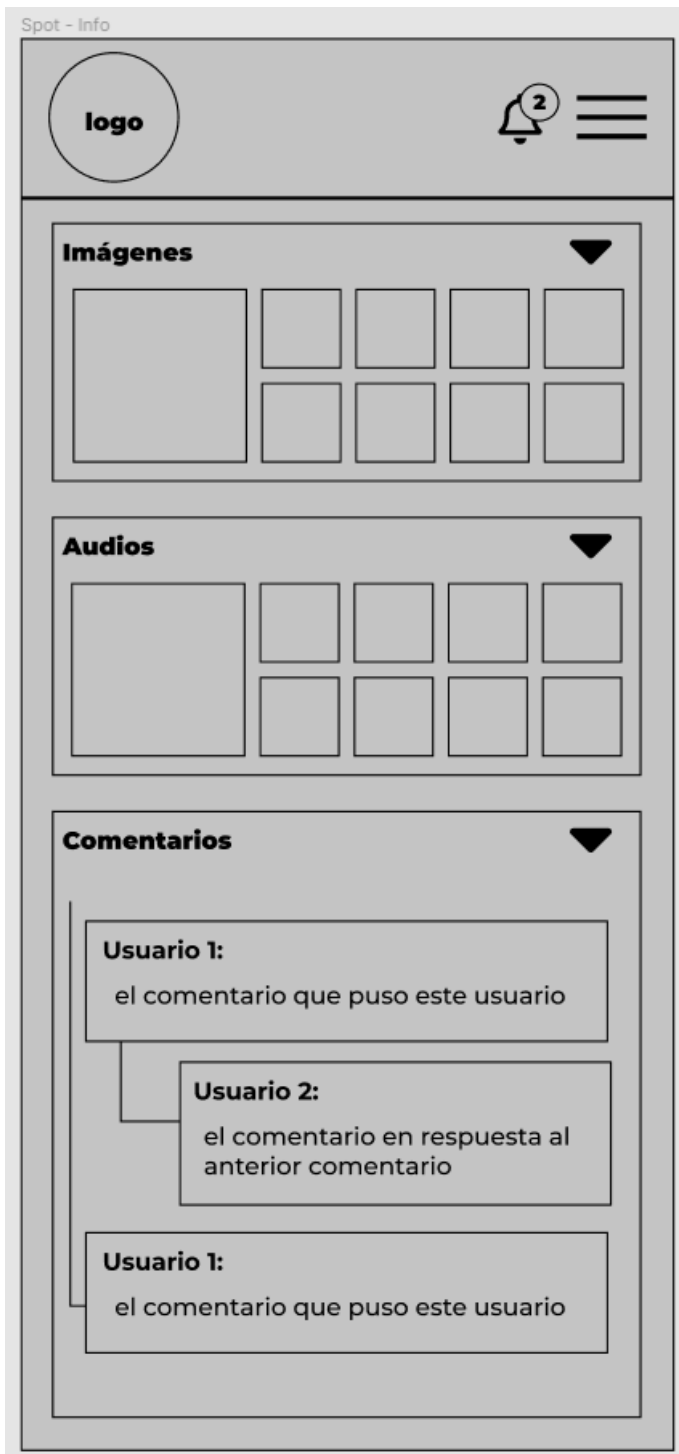 Spot - Info
logo
2
Imágenes
Audios
Comentarios
Usuario 1:
el comentario que puso este usuario
Usuario 2:
el comentario en respuesta al
anterior comentario
Usuario 1:
el comentario que puso este usuario